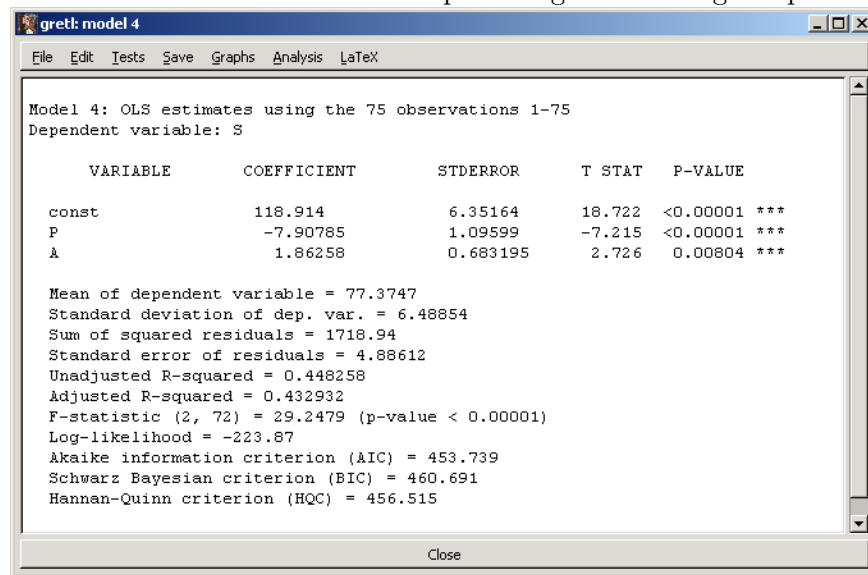 gretl: model 4
File Edit Tests Save Graphs Analysis LaTeX
Model 4: OLS estimates using the 75 observations 1-75
Dependent variable: S
VARIABLE COEFFICIENT STDERROR T STAT P-VALUE
const 118.914 6.35164 18.722 <0.00001 ***
P -7.90785 1.09599 -7.215 <0.00001 ***
A 1.86258 0.683195 2.726 0.00804 ***
Mean of dependent variable = 77.3747
Standard deviation of dep. var. = 6.48854
Sum of squared residuals = 1718.94
Standard error of residuals = 4.88612
Unadjusted R-squared = 0.448258
Adjusted R-squared = 0.432932
F-statistic (2, 72) = 29.2479 (p-value < 0.00001)
Log-likelihood = -223.87
Akaike information criterion (AIC) = 453.739
Schwarz Bayesian criterion (BIC) = 460.691
Hannan-Quinn criterion (HQC) = 456.515
Close